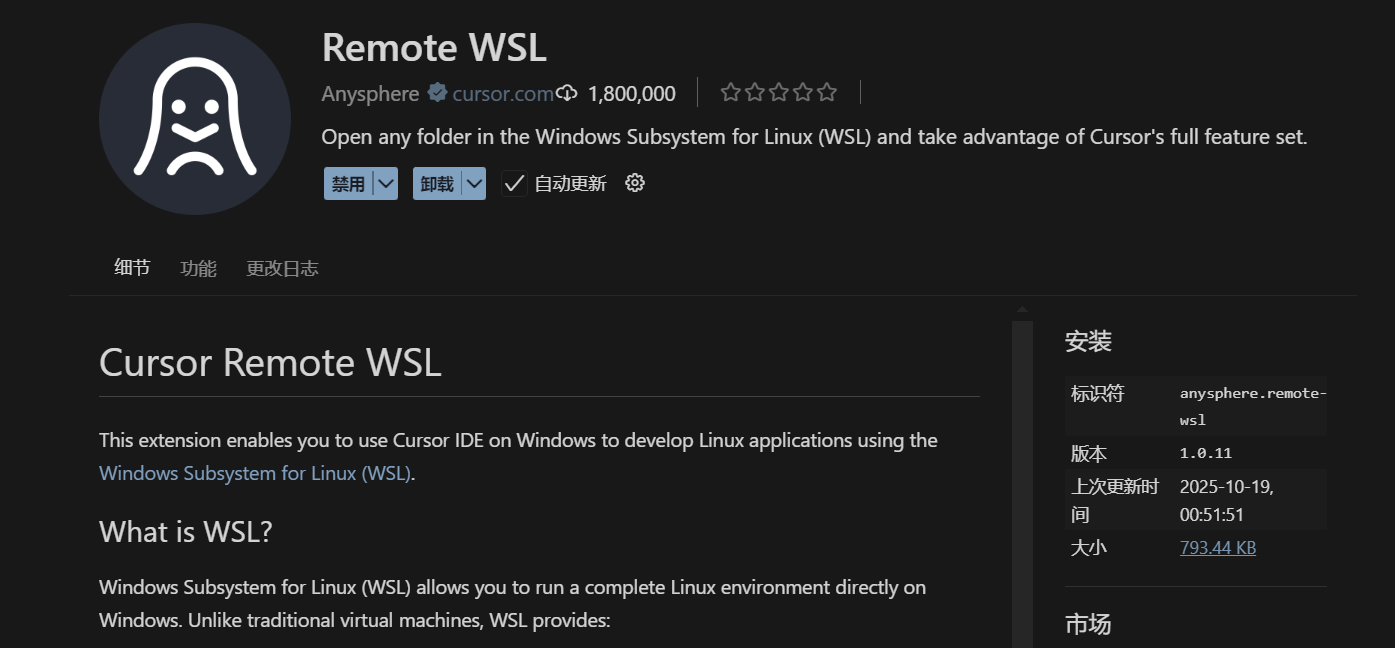 Remote WSL
Anysphere cursor.com 1,800,000
Open any folder in the Windows Subsystem for Linux (WSL) and take advantage of Cursor's full feature set.
禁用 卸载 自动更新
细节 功能 更改日志
Cursor Remote WSL
This extension enables you to use Cursor IDE on Windows to develop Linux applications using the
Windows Subsystem for Linux (WSL).
What is WSL?
Windows Subsystem for Linux (WSL) allows you to run a complete Linux environment directly on
Windows. Unlike traditional virtual machines, WSL provides:
安装
标识符 anysphere.remote-
wsl
版本 1.0.11
上次更新时 2025-10-19,
间 00:51:51
大小 793.44 KB
市场